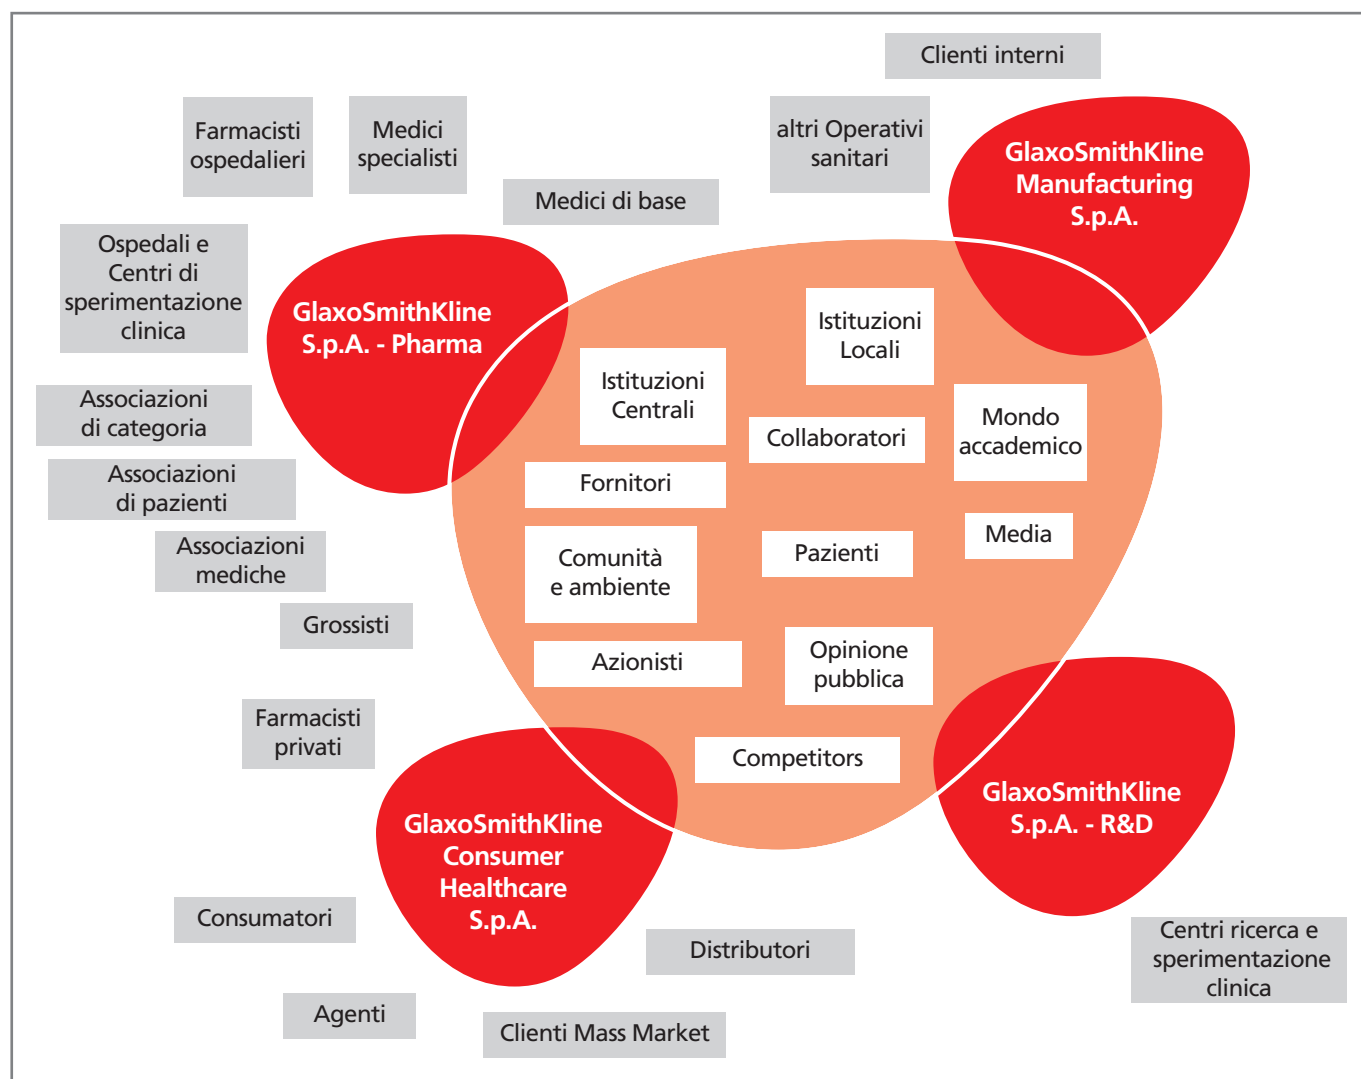 Clienti interni
Farmacisti
ospedalieri
Medici
specialisti
altri Operativi
sanitari
GlaxoSmithKline
Manufacturing
S.p.A.
Medici di base
Ospedali e
Centri di
sperimentazione
clinica
GlaxoSmithKline
S.p.A. - Pharma
Istituzioni
Locali
Istituzioni
Centrali
Associazioni
di categoria
Collaboratori
Mondo
accademico
Associazioni
di pazienti
Fornitori
Media
Associazioni
mediche
Comunità
e ambiente
Pazienti
Grossisti
Azionisti
Opinione
pubblica
Farmacisti
privati
Competitors
GlaxoSmithKline
S.p.A. - R&D
GlaxoSmithKline
Consumer
Healthcare
S.p.A.
Consumatori
Distributori
Centri ricerca e
sperimentazione
clinica
Agenti
Clienti Mass Market